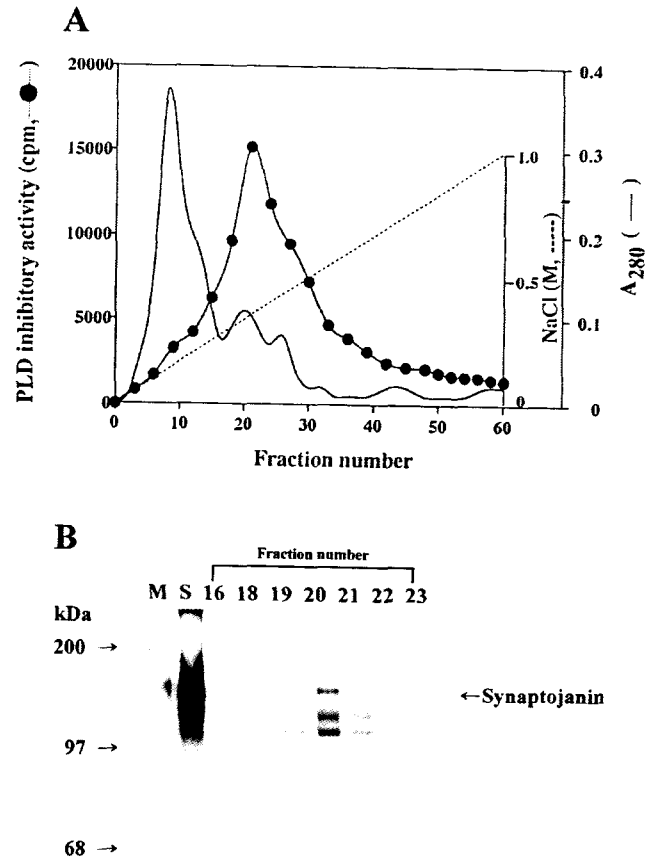 A
PLD inhibitory activity (cpm, —●—)
20000
15000
10000
5000
0
0 10 20 30 40 50 60
Fraction number
1.0
0.5
0
NaCl (M, -----)
0.4
0.3
0.2
0.1
0
A280 ( — )
B
Fraction number
M S 16 18 19 20 21 22 23
kDa
200 →
←Synaptojanin
97 →
68 →